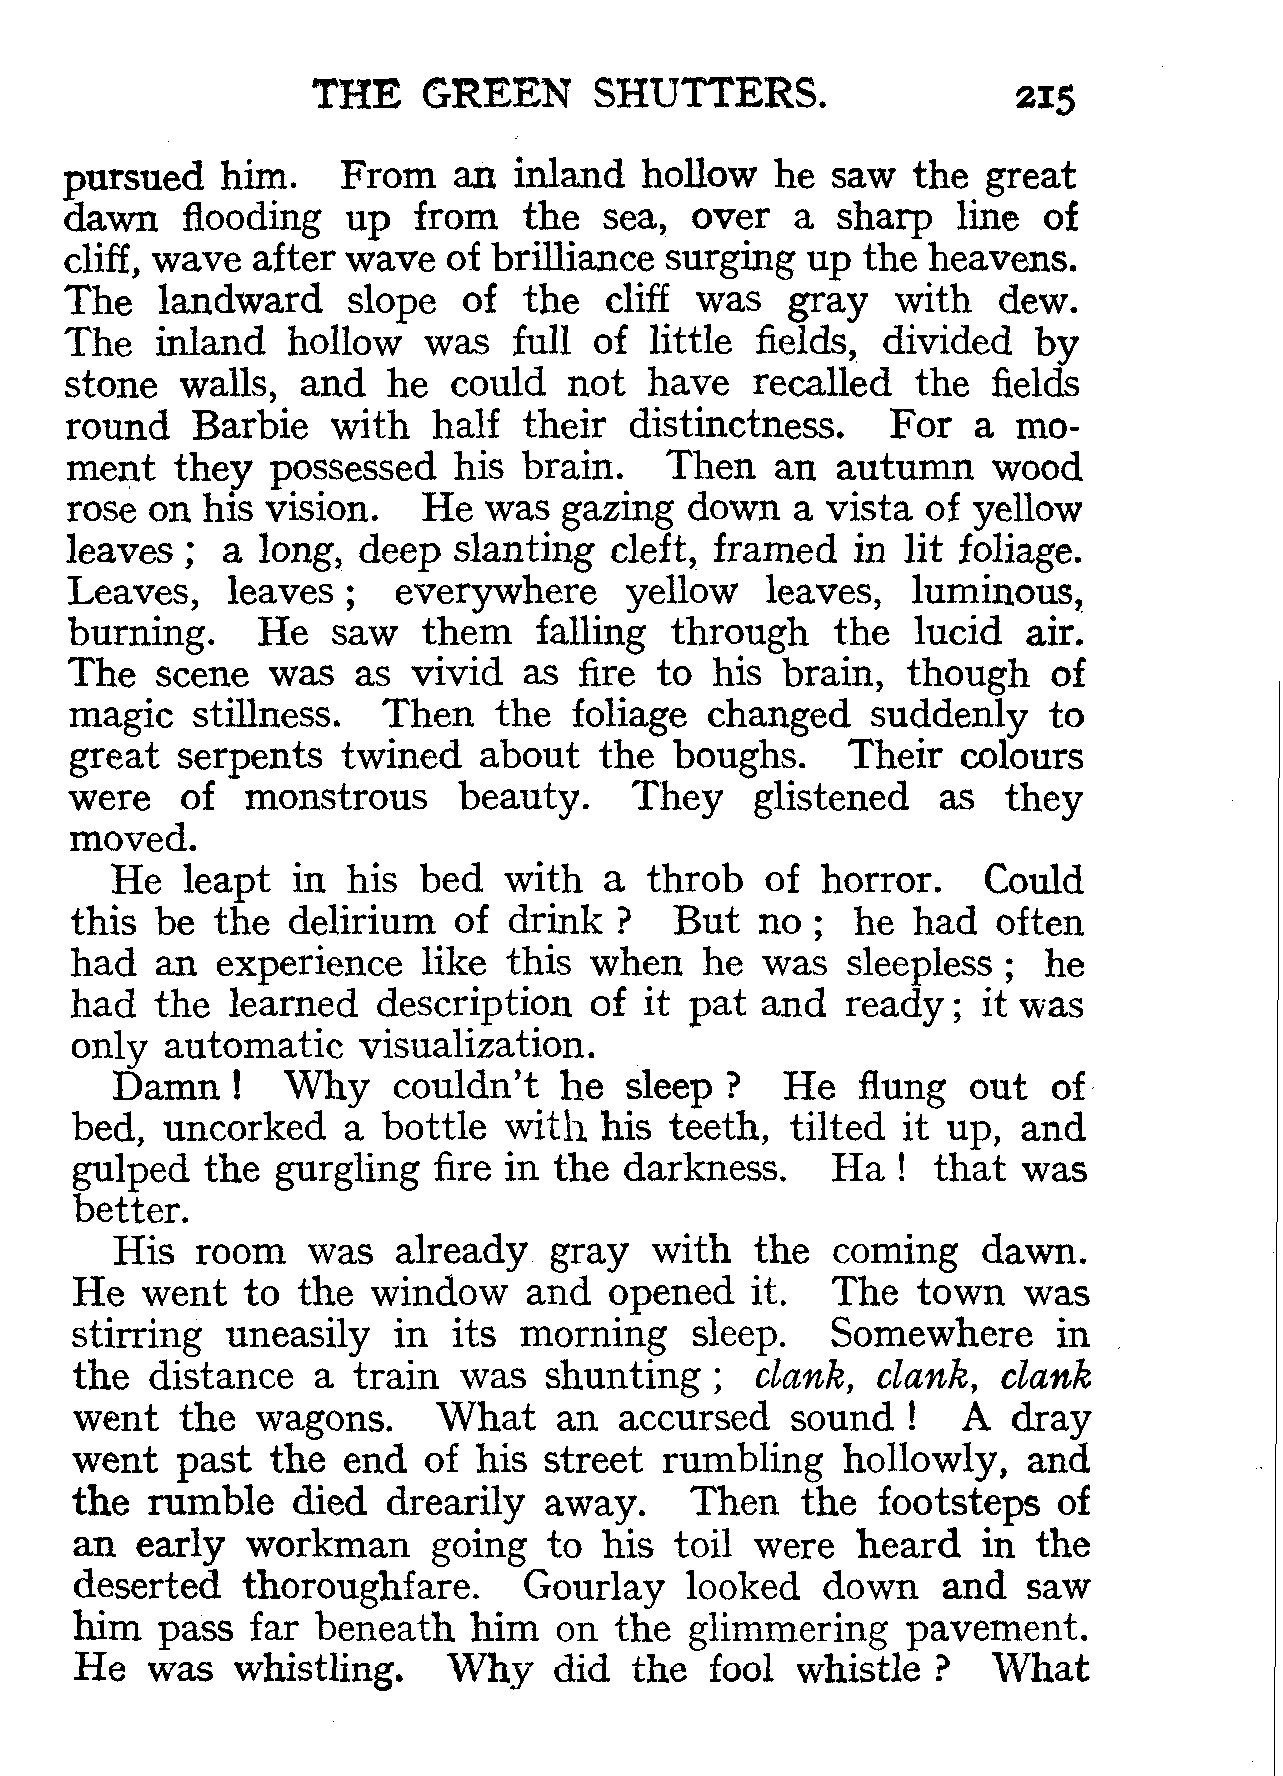 THE GREEN SHUTTERS. 215
pursued him. From an inland hollow he saw the great
dawn flooding up from the sea, over a sharp line of
cliff, wave after wave of brilliance surging up the heavens.
The landward slope of the cliff was gray with dew.
The inland hollow was full of little fields, divided by
stone walls, and he could not have recalled the fields
round Barbie with half their distinctness. For a mo-
ment they possessed his brain. Then an autumn wood
rose on his vision. He was gazing down a vista of yellow
leaves ; a long, deep slanting cleft, framed in lit foliage.
Leaves, leaves ; everywhere yellow leaves, luminous,
burning. He saw them falling through the lucid air.
The scene was as vivid as fire to his brain, though of
magic stillness. Then the foliage changed suddenly to
great serpents twined about the boughs. Their colours
were of monstrous beauty. They glistened as they
moved.
He leapt in his bed with a throb of horror. Could
this be the delirium of drink ? But no ; he had often
had an experience like this when he was sleepless ; he
had the learned description of it pat and ready ; it was
only automatic visualization.
Damn ! Why couldn't he sleep ? He flung out of
bed, uncorked a bottle with his teeth, tilted it up, and
gulped the gurgling fire in the darkness. Ha ! that was
better.
His room was already gray with the coming dawn.
He went to the window and opened it. The town was
stirring uneasily in its morning sleep. Somewhere in
the distance a train was shunting ; clank, clank, clank
went the wagons. What an accursed sound ! A dray
went past the end of his street rumbling hollowly, and
the rumble died drearily away. Then the footsteps of
an early workman going to his toil were heard in the
deserted thoroughfare. Gourlay looked down and saw
him pass far beneath him on the glimmering pavement.
He was whistling. Why did the fool whistle ? What